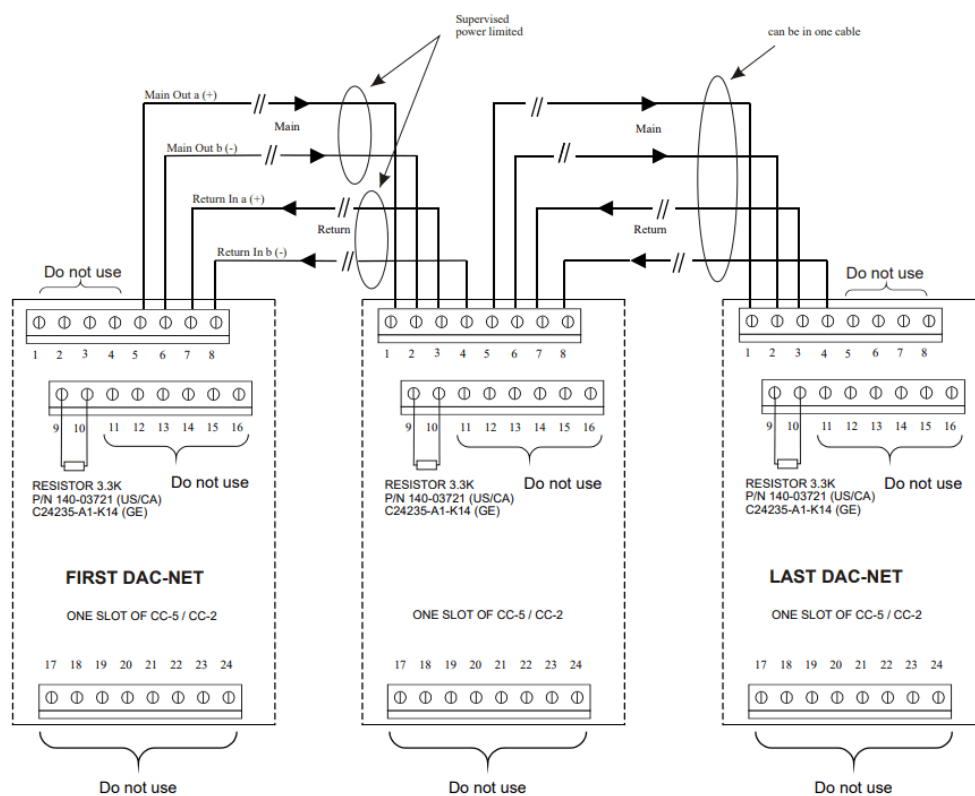 Supervised
power limited
can be in one cable
Main Out a (+)
Main
Main
Main Out b (-)
Return In a (+)
Return
Return
Return In b (-)
Do not use
Do not use
1 2 3 4 5 6 7 8
1 2 3 4 5 6 7 8
1 2 3 4 5 6 7 8
9 10 11 12 13 14 15 16
9 10 11 12 13 14 15 16
9 10 11 12 13 14 15 16
RESISTOR 3.3K
P/N 140-03721 (US/CA)
C24235-A1-K14 (GE)
Do not use
RESISTOR 3.3K
P/N 140-03721 (US/CA)
C24235-A1-K14 (GE)
Do not use
RESISTOR 3.3K
P/N 140-03721 (US/CA)
C24235-A1-K14 (GE)
Do not use
FIRST DAC-NET
LAST DAC-NET
ONE SLOT OF CC-5 / CC-2
ONE SLOT OF CC-5 / CC-2
ONE SLOT OF CC-5 / CC-2
17 18 19 20 21 22 23 24
17 18 19 20 21 22 23 24
17 18 19 20 21 22 23 24
Do not use
Do not use
Do not use